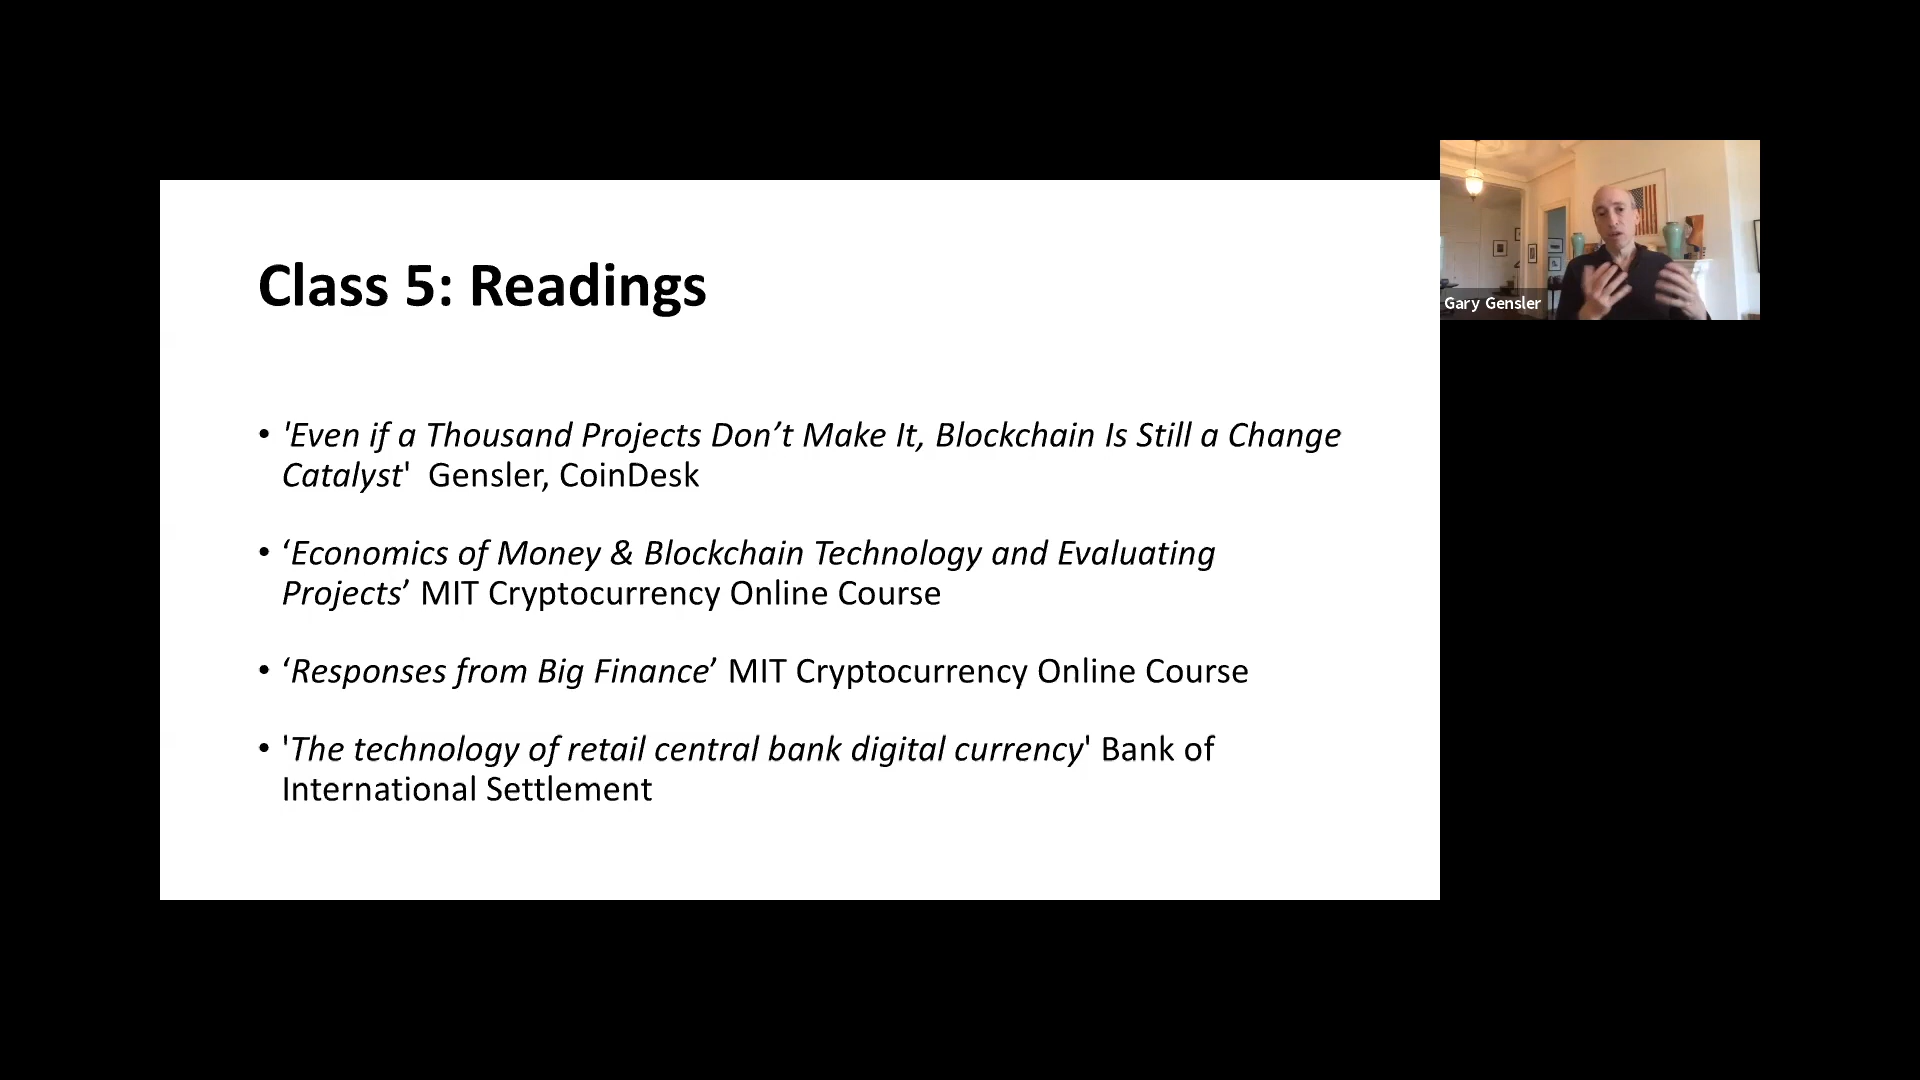 Class 5: Readings
• 'Even if a Thousand Projects Don’t Make It, Blockchain Is Still a Change
Catalyst'  Gensler, CoinDesk
• ‘Economics of Money & Blockchain Technology and Evaluating
Projects’ MIT Cryptocurrency Online Course
• ‘Responses from Big Finance’ MIT Cryptocurrency Online Course
• 'The technology of retail central bank digital currency' Bank of
International Settlement
Gary Gensler